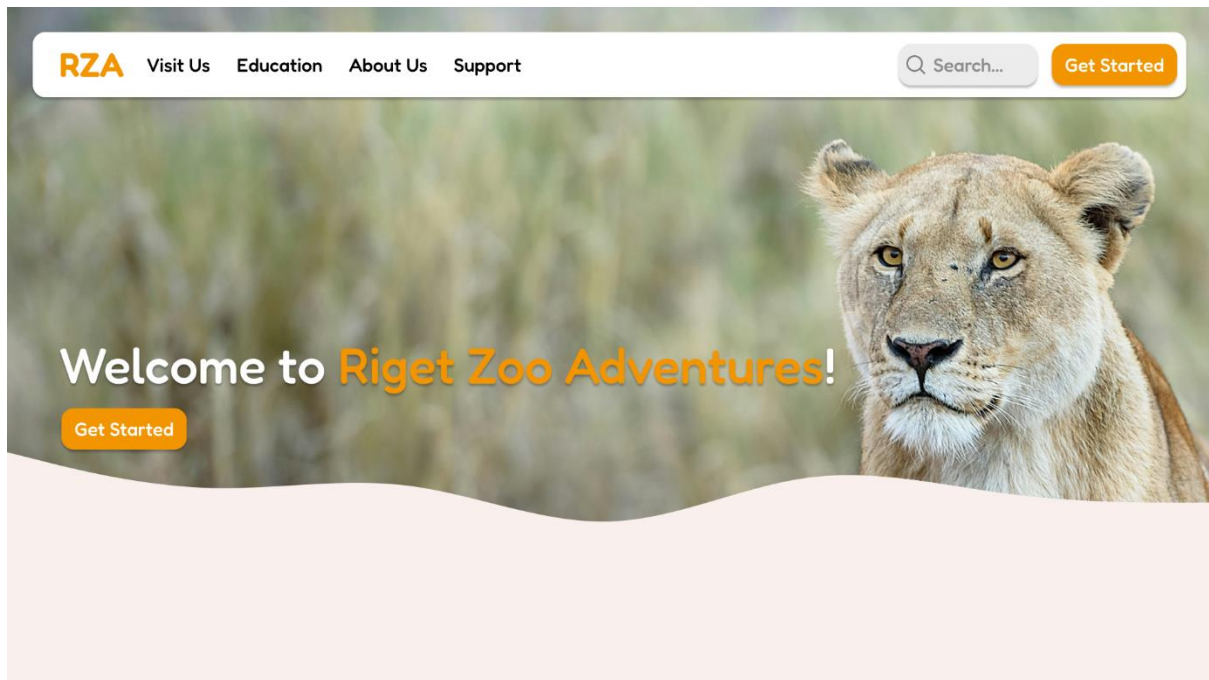 RZA Visit Us Education About Us Support Search... Get Started
Welcome to Riget Zoo Adventures!
Get Started